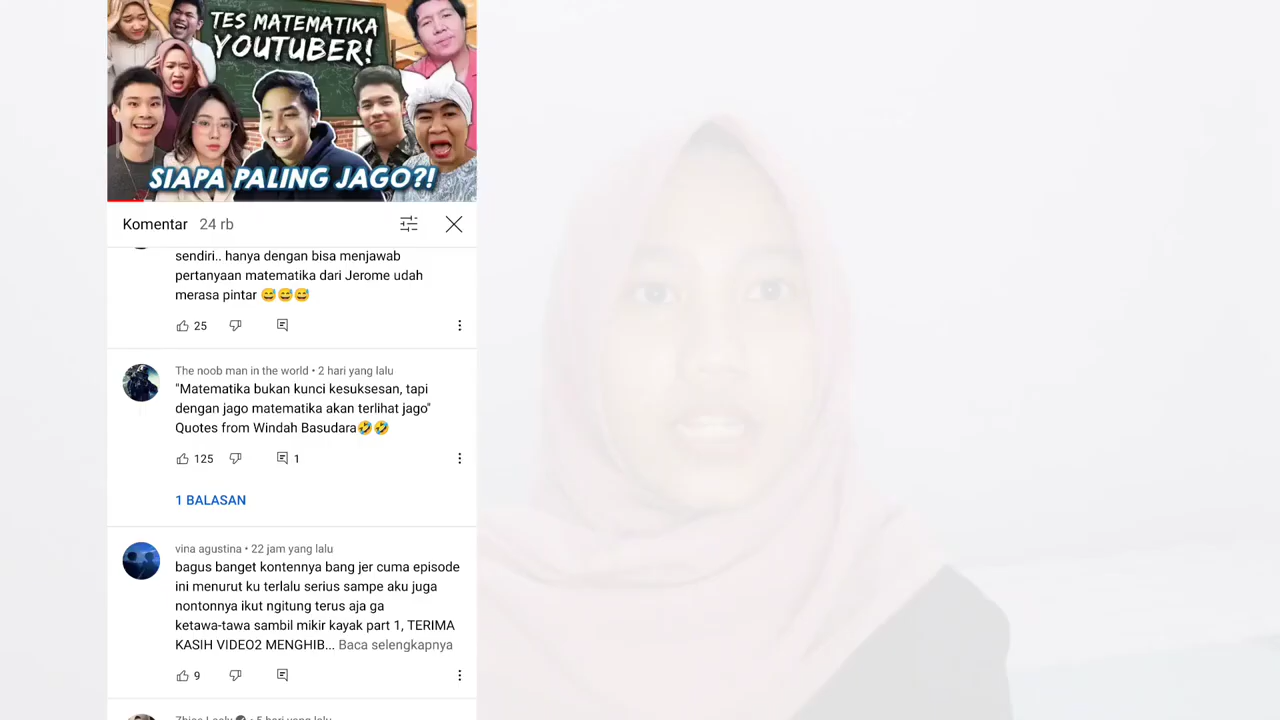 TES MATEMATIKA
YOUTUBER!
SIAPA PALING JAGO?!
Komentar 24 rb
sendiri.. hanya dengan bisa menjawab
pertanyaan matematika dari Jerome udah
merasa pintar 😅😅😅
25
The noob man in the world • 2 hari yang lalu
"Matematika bukan kunci kesuksesan, tapi
dengan jago matematika akan terlihat jago"
Quotes from Windah Basudara🤣🤣
125 1
1 BALASAN
vina agustina • 22 jam yang lalu
bagus banget kontennya bang jer cuma episode
ini menurut ku terlalu serius sampe aku juga
nontonnya ikut ngitung terus aja ga
ketawa-tawa sambil mikir kayak part 1, TERIMA
KASIH VIDEO2 MENGHIB... Baca selengkapnya
9